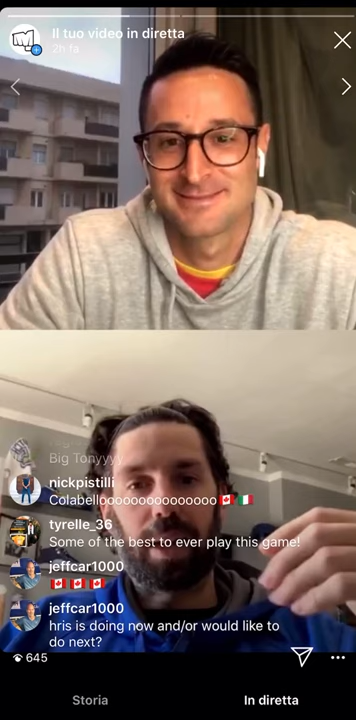 Il tuo video in diretta
2h fa
Big Tonyyyy
nickpistilli
Colabellooooooooooooooo 🇨🇦 🇮🇹
tyrelle_36
Some of the best to ever play this game!
jeffcar1000
🇨🇦 🇨🇦 🇨🇦
jeffcar1000
hris is doing now and/or would like to
do next?
645
Storia
In diretta